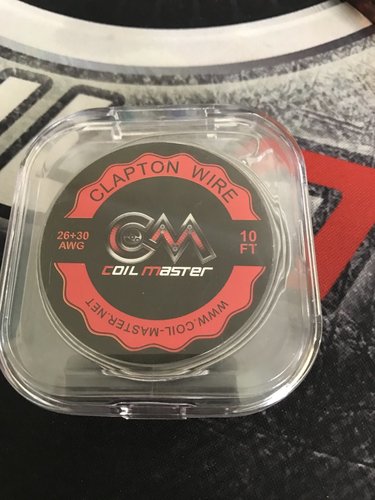 CLAPTON WIRE
26+30
AWG
CM
10
FT
COIL MASTER
WWW.COIL-MASTER.NET